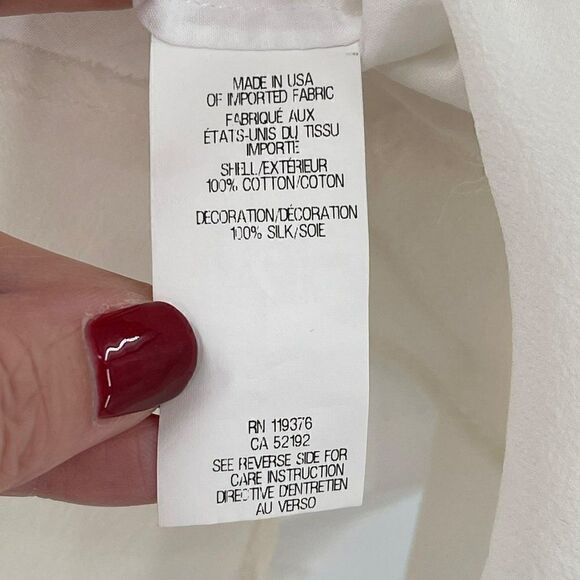 MADE IN USA
OF IMPORTED FABRIC
FABRIQUÉ AUX
ÉTATS-UNIS DU TISSU
IMPORTE
SHELL/EXTÉRIEUR
100% COTTON/COTON
DECORATION/DÉCORATION
100% SILK/SOIE
RN 119376
CA 52192
SEE REVERSE SIDE FOR
CARE INSTRUCTION
DIRECTIVE D'ENTRETIEN
AU VERSO